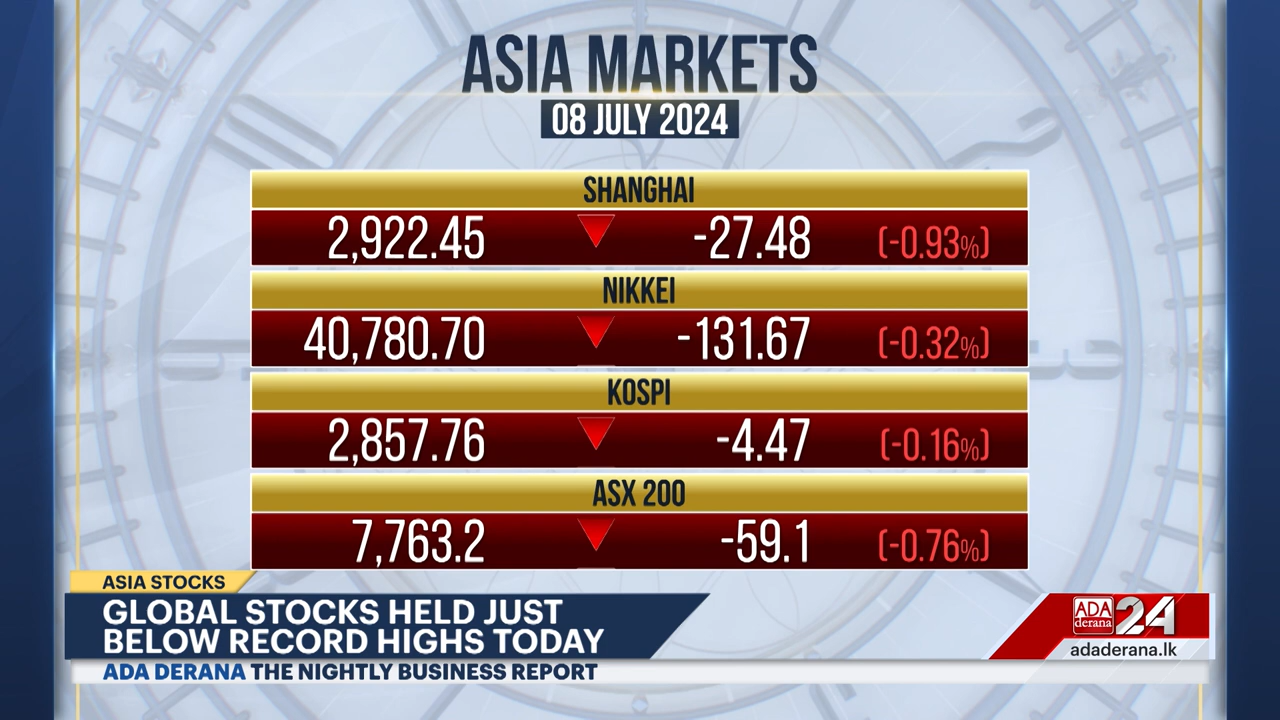 ASIA MARKETS
08 JULY 2024
SHANGHAI
2,922.45 -27.48 (-0.93%)
NIKKEI
40,780.70 -131.67 (-0.32%)
KOSPI
2,857.76 -4.47 (-0.16%)
ASX 200
7,763.2 -59.1 (-0.76%)
ASIA STOCKS
GLOBAL STOCKS HELD JUST
BELOW RECORD HIGHS TODAY
ADA DERANA THE NIGHTLY BUSINESS REPORT
ADA derana 24
adaderana.lk